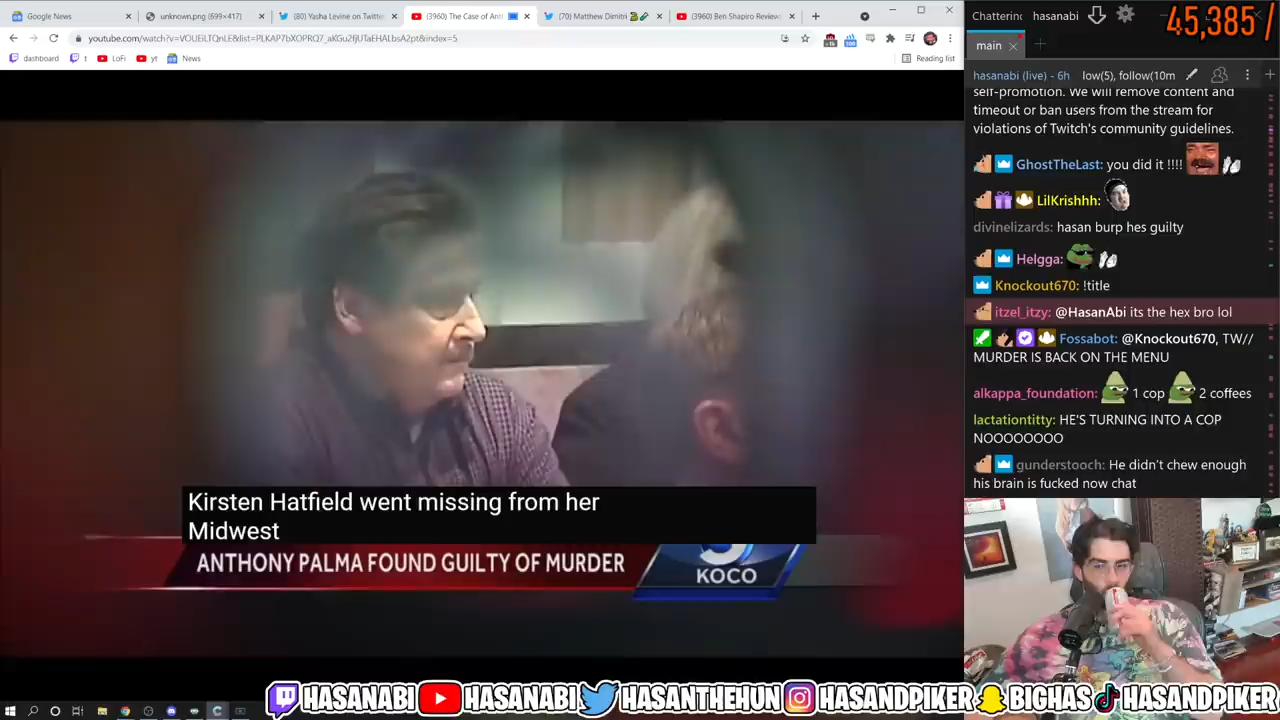 Google News
unknown.png (699×417)
(80) Yasha Levine on Twitter
(3960) The Case of Ant
(70) Matthew Dimitri
(3960) Ben Shapiro Review
youtube.com/watch?v=VOUEiLTQnLE&list=PLKAP7bXOPRQ7_aKGu2fJUTaEHALbsA2pt&index=5
dashboard
t
LoFi
yt
News
Reading list
Kirsten Hatfield went missing from her
Midwest
ANTHONY PALMA FOUND GUILTY OF MURDER
5
KOCO
Chatterino
hasanabi
45,385 /
main
hasanabi (live) - 6h
low(5), follow(10m
self-promotion. We will remove content and
timeout or ban users from the stream for
violations of Twitch's community guidelines.
GhostTheLast: you did it !!!!
LilKrishhh:
divinelizards: hasan burp hes guilty
Helgga:
Knockout670: !title
itzel_itzy: @HasanAbi its the hex bro lol
Fossabot: @Knockout670, TW//
MURDER IS BACK ON THE MENU
alkappa_foundation: 1 cop 2 coffees
lactationtitty: HE'S TURNING INTO A COP
NOOOOOOOO
gunderstooch: He didn't chew enough
his brain is fucked now chat
HASANABI HASANABI HASANTHEHUN HASANDPIKER BIGHAS HASANDPIKER